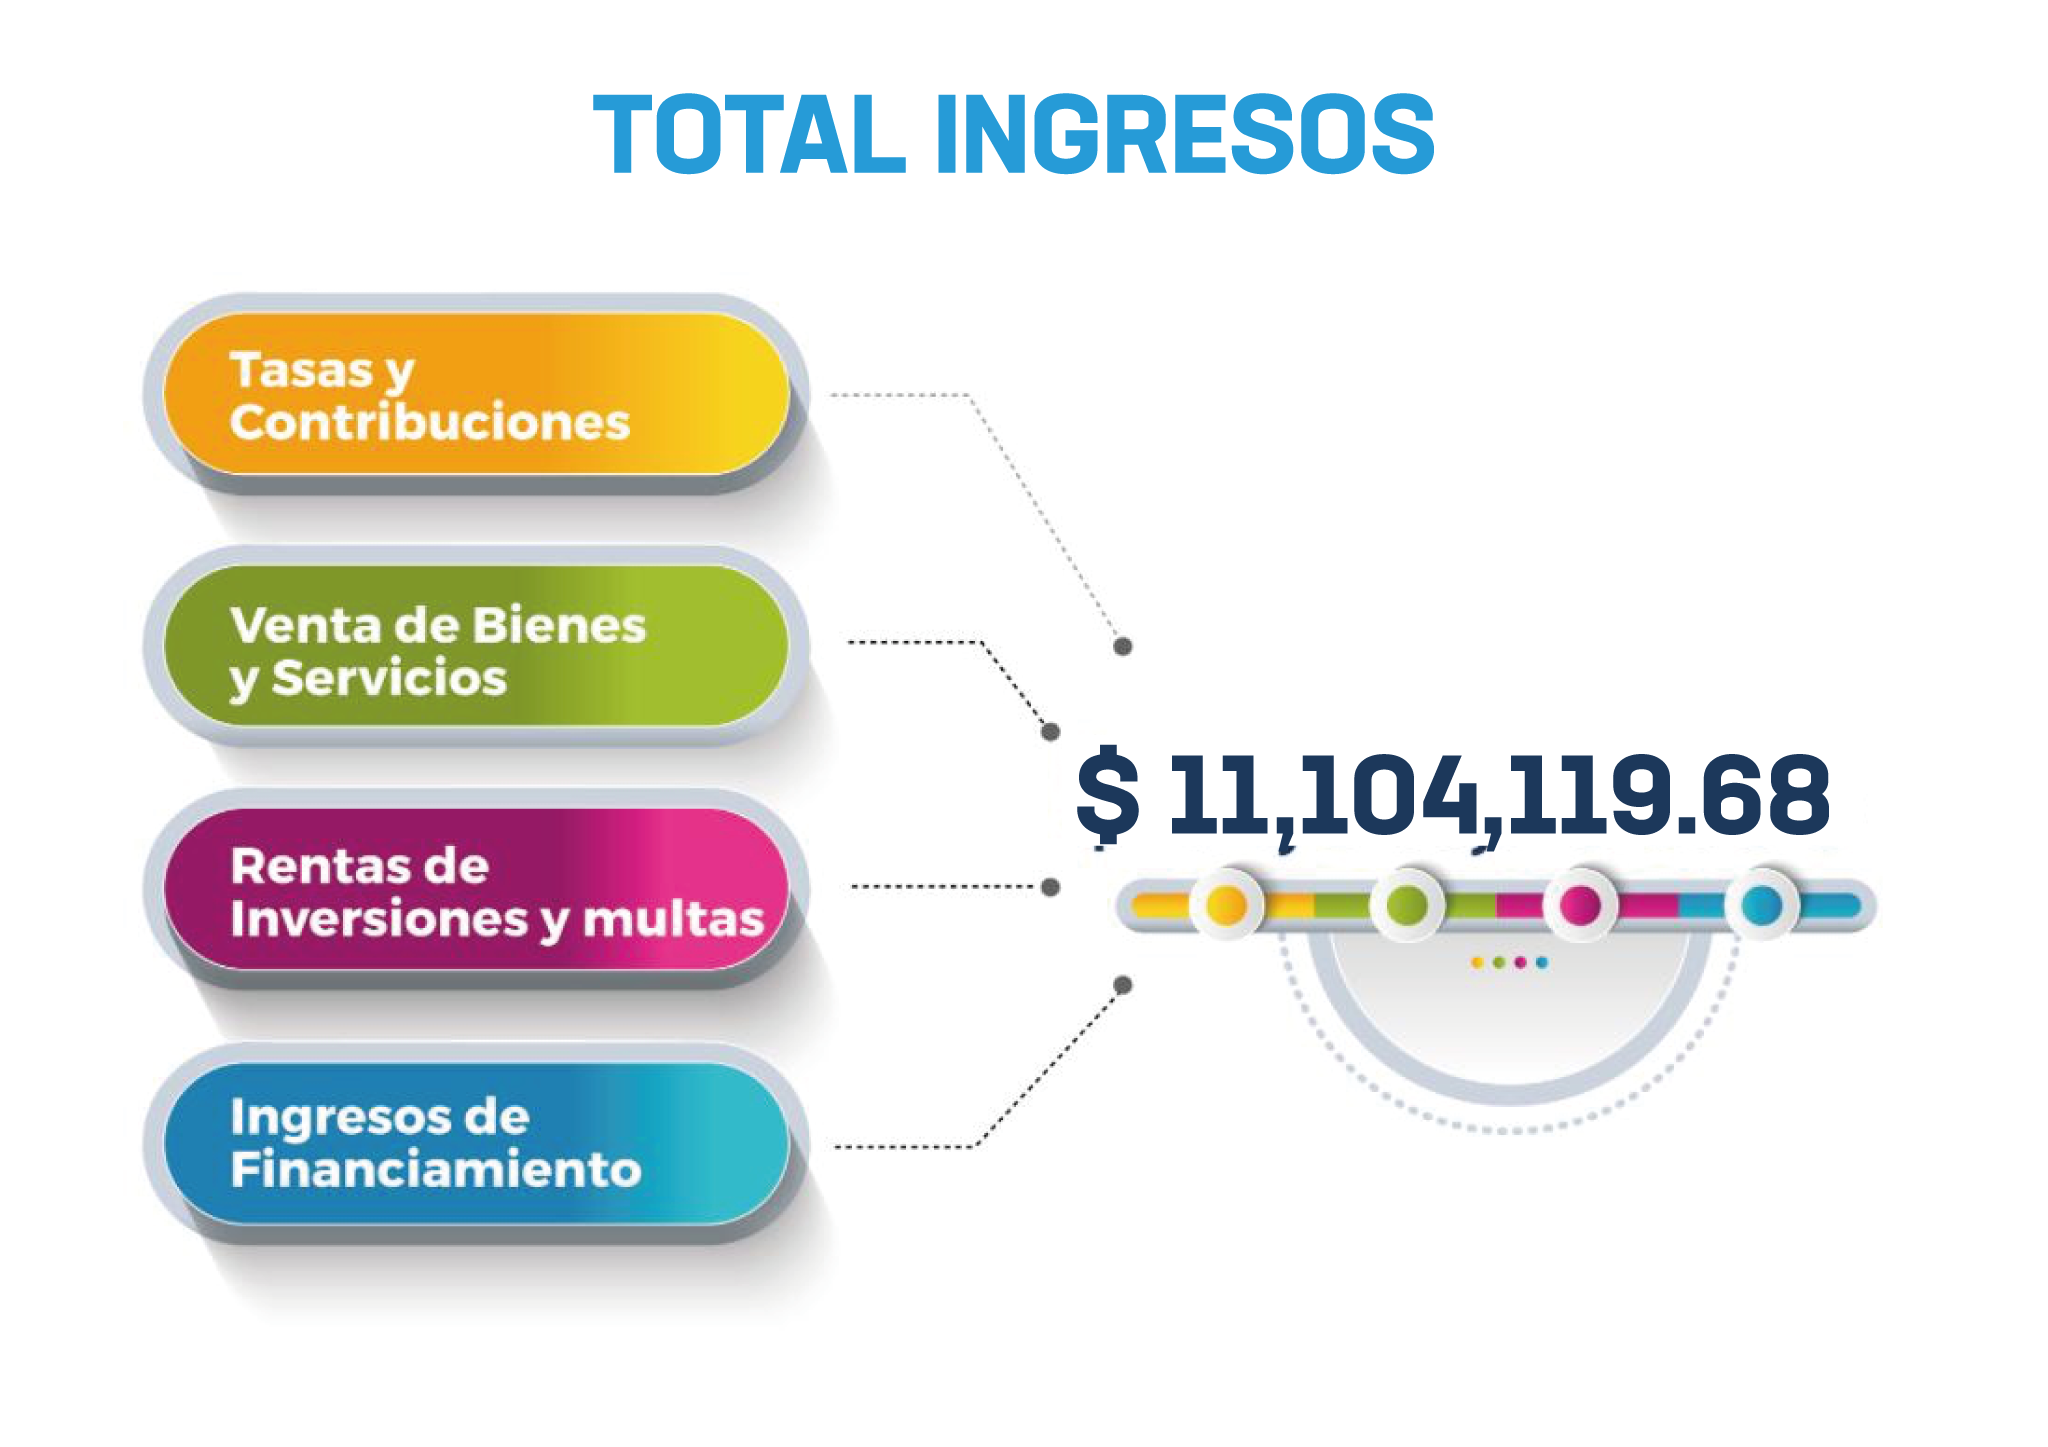 TOTAL INGRESOS
Tasas y
Contribuciones
Venta de Bienes
y Servicios
Rentas de
Inversiones y multas
Ingresos de
Financiamiento
$ 11,104,119.68